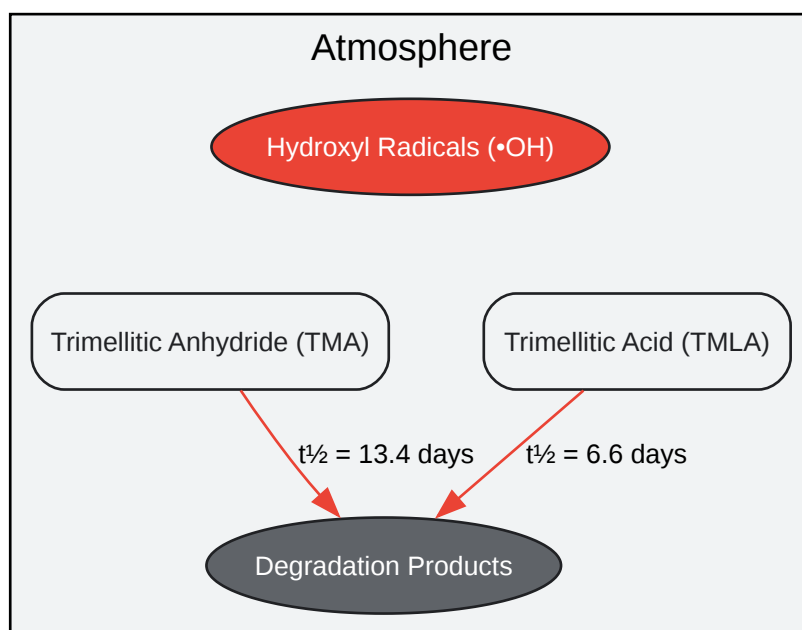 Atmosphere
Hydroxyl Radicals (•OH)
Trimellitic Anhydride (TMA)
Trimellitic Acid (TMLA)
t½ = 13.4 days
t½ = 6.6 days
Degradation Products